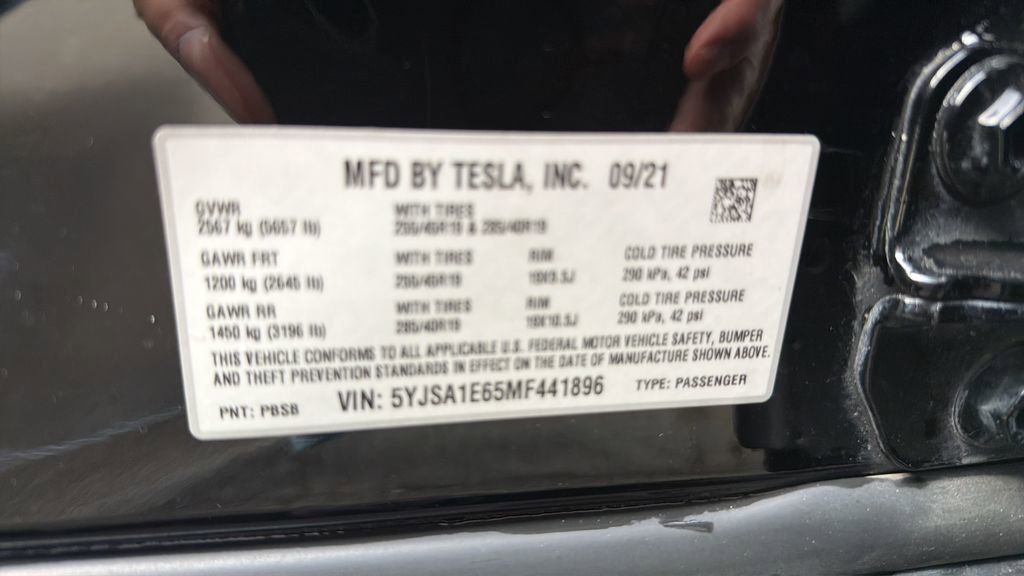 MFD BY TESLA, INC. 09/21
GVWR
2567 kg (5657 lb)
WITH TIRES
GAWR FRT
1200 kg (2645 lb)
WITH TIRES
RIM
COLD TIRE PRESSURE
290 kPa, 42 psi
GAWR RR
1450 kg (3196 lb)
WITH TIRES
285/40R19
RIM
COLD TIRE PRESSURE
290 kPa, 42 psi
THIS VEHICLE CONFORMS TO ALL APPLICABLE U.S. FEDERAL MOTOR VEHICLE SAFETY, BUMPER
AND THEFT PREVENTION STANDARDS IN EFFECT ON THE DATE OF MANUFACTURE SHOWN ABOVE.
PNT: PBSB
VIN: 5YJSA1E65MF441896
TYPE: PASSENGER